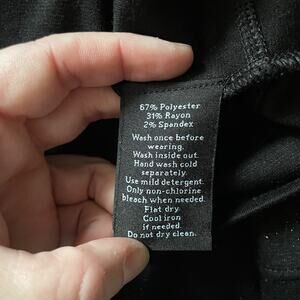 67% Polyester
31% Rayon
2% Spandex
Wash once before
wearing.
Wash inside out.
Hand wash cold
separately.
Use mild detergent.
Only non-chlorine
bleach when needed.
Flat dry.
Cool iron
if needed.
Do not dry clean.